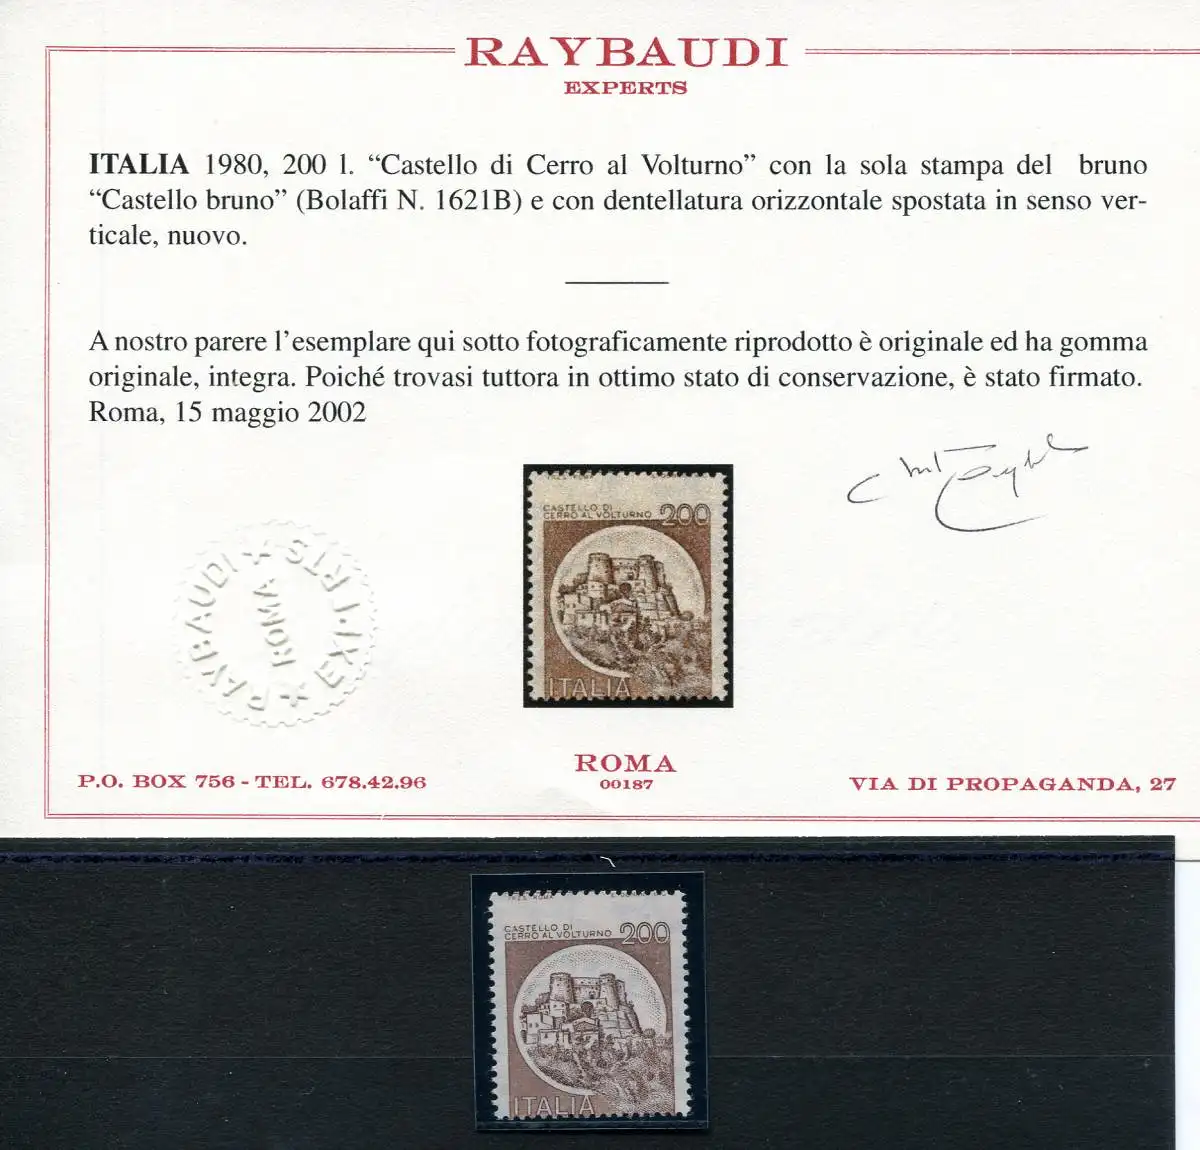 RAYBAUDI
EXPERTS
ITALIA 1980, 200 l. “Castello di Cerro al Volturno” con la sola stampa del bruno
“Castello bruno” (Bolaffi N. 1621B) e con dentellatura orizzontale spostata in senso ver-
ticale, nuovo.
A nostro parere l’esemplare qui sotto fotograficamente riprodotto è originale ed ha gomma
originale, integra. Poiché trovasi tuttora in ottimo stato di conservazione, è stato firmato.
Roma, 15 maggio 2002
CASTELLO DI
CERRO AL VOLTURNO 200
ITALIA
RAYBAUDI EXPERTS
ROMA
ROMA
00187
P.O. BOX 756 - TEL. 678.42.96
VIA DI PROPAGANDA, 27
CASTELLO DI
CERRO AL VOLTURNO 200
ITALIA